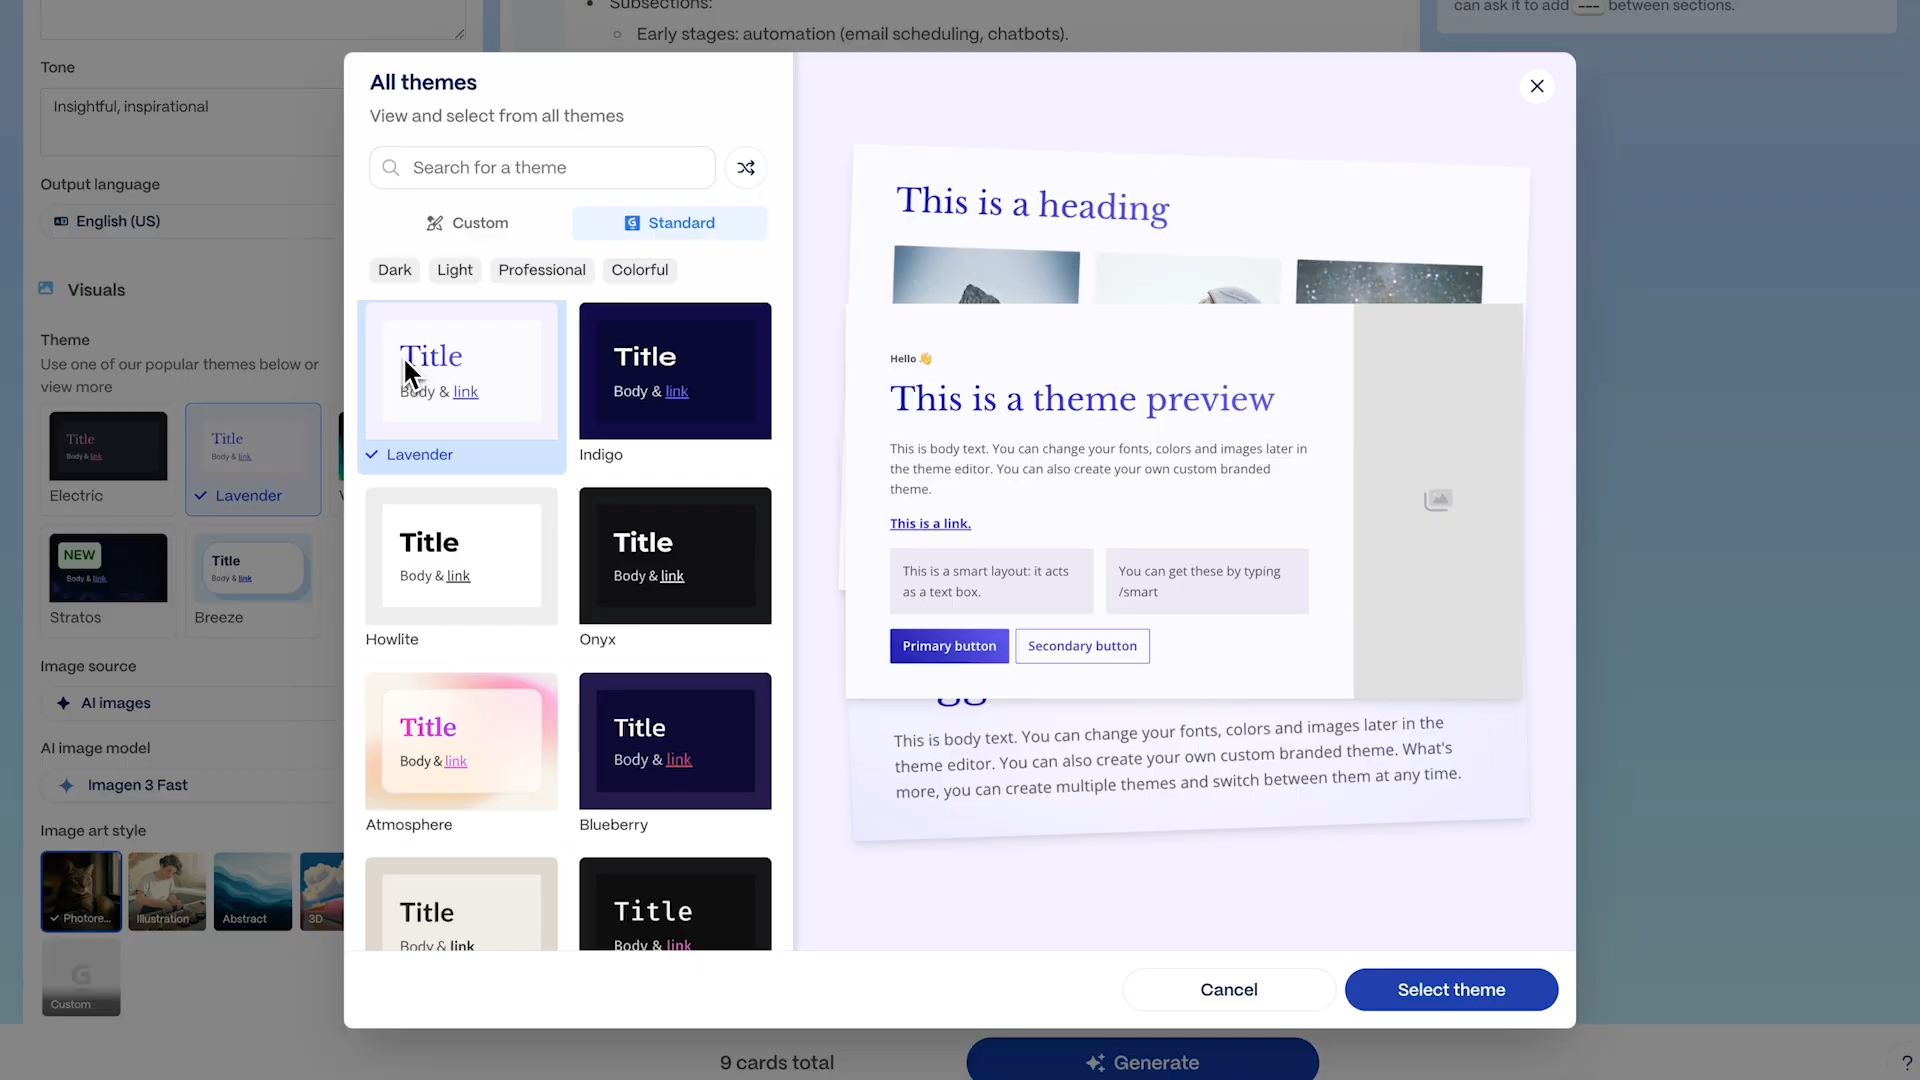 Subsections:
Early stages: automation (email scheduling, chatbots).
can ask it to add --- between sections.
Tone
Insightful, inspirational
Output language
English (US)
Visuals
Theme
Use one of our popular themes below or
view more
Title
Body & link
Electric
Title
Body & link
Lavender
NEW
Body & link
Stratos
Title
Body & link
Breeze
Image source
AI images
AI image model
Imagen 3 Fast
Image art style
Photore...
Illustration
Abstract
3D
Custom
All themes
View and select from all themes
Search for a theme
Custom
Standard
Dark
Light
Professional
Colorful
Title
Body & link
Lavender
Title
Body & link
Indigo
Title
Body & link
Howlite
Title
Body & link
Onyx
Title
Body & link
Atmosphere
Title
Body & link
Blueberry
Title
Body & link
Title
Body & link
This is a heading
Hello 👋
This is a theme preview
This is body text. You can change your fonts, colors and images later in
the theme editor. You can also create your own custom branded
theme.
This is a link.
This is a smart layout: it acts
as a text box.
You can get these by typing
/smart
Primary button
Secondary button
This is body text. You can change your fonts, colors and images later in the
theme editor. You can also create your own custom branded theme. What's
more, you can create multiple themes and switch between them at any time.
Cancel
Select theme
9 cards total
Generate
?